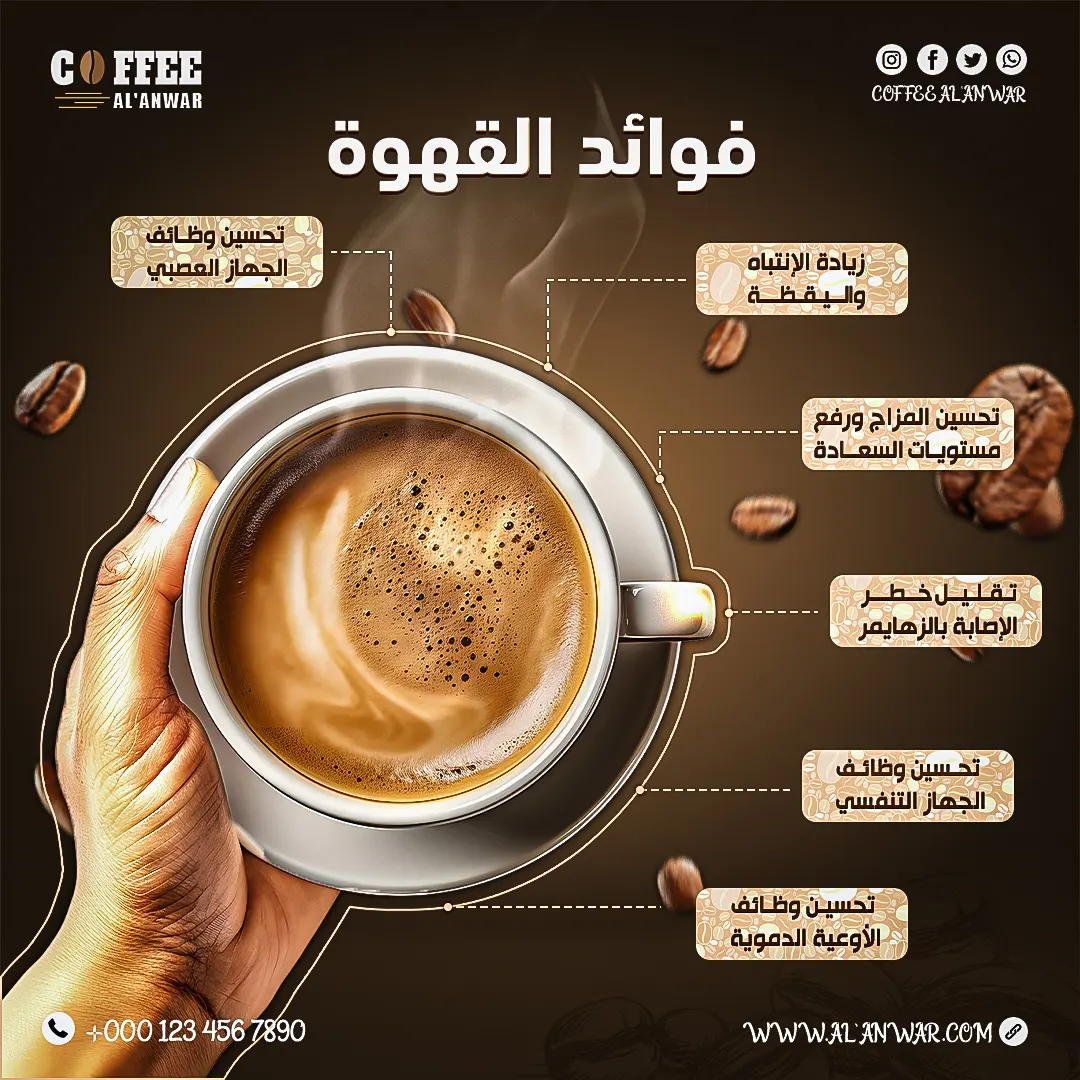 COFFEE
AL'ANWAR
COFFEE AL'ANWAR
فوائد القهوة
تحسين وظائف
الجهاز العصبي
زيادة الإنتباه
واليقظة
تحسين المزاج ورفع
مستويات السعادة
تقليل خطر
الإصابة بالزهايمر
تحسين وظائف
الجهاز التنفسي
تحسين وظائف
الأوعية الدموية
+000 123 456 7890
WWW.AL'ANWAR.COM